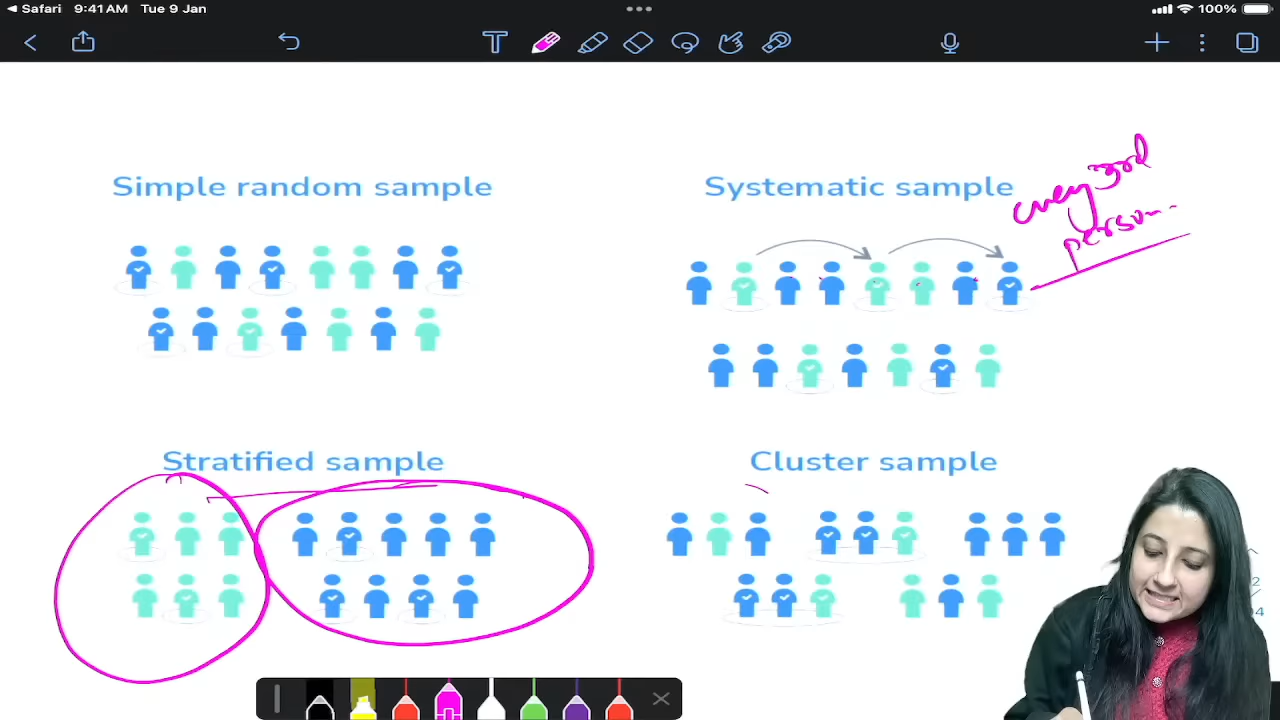 Safari 9:41 AM Tue 9 Jan
100%
Simple random sample
Systematic sample
every 3rd
person
Stratified sample
Cluster sample